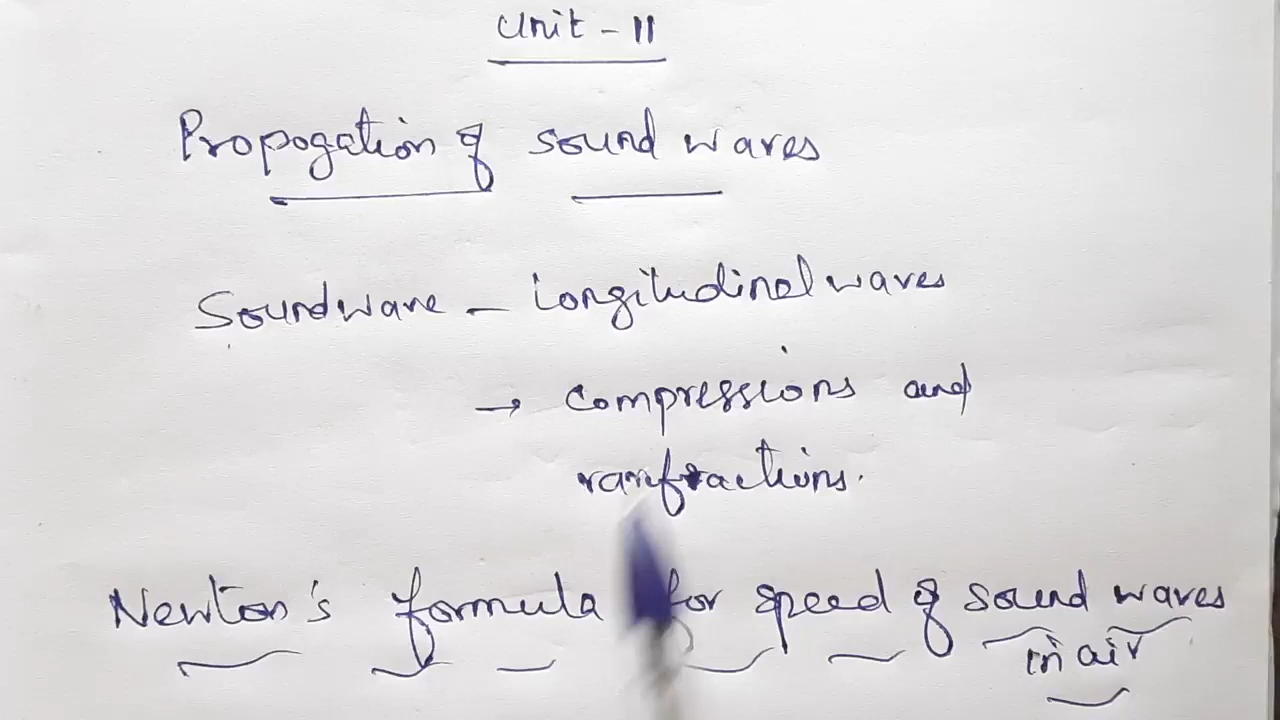 Unit - II
Propogation of sound waves
Soundwave - Longitudinal waves
→ Compressions and
rarefractions.
Newton's formula for speed of sound waves
in air